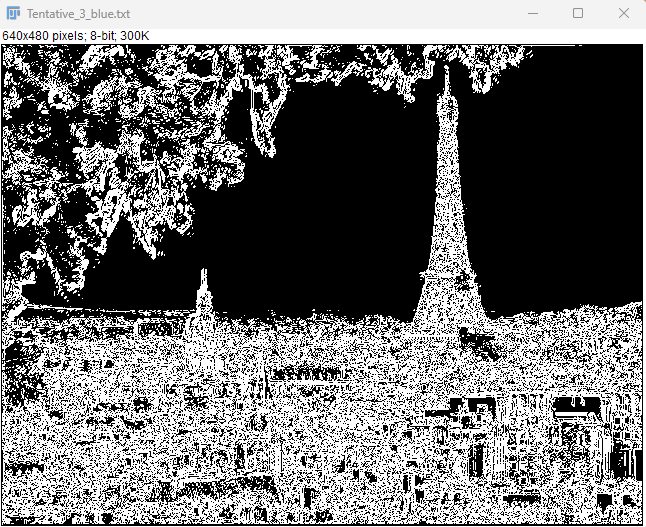 Tentative_3_blue.txt
640x480 pixels; 8-bit; 300K